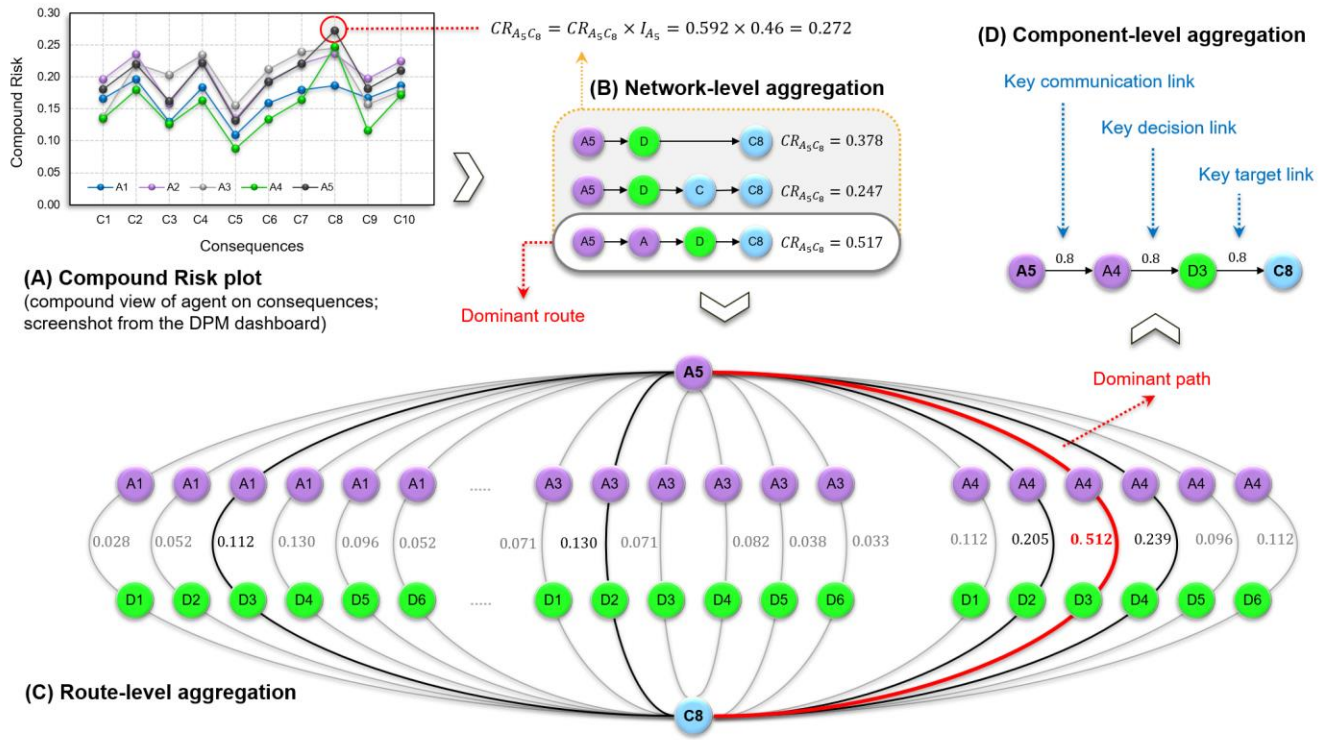 0.30
0.25
0.20
0.15
0.10
0.05
0.00
Compound Risk
A1 A2 A3 A4 A5
C1 C2 C3 C4 C5 C6 C7 C8 C9 C10
Consequences
(A) Compound Risk plot
(compound view of agent on consequences;
screenshot from the DPM dashboard)
CR_{A_5C_8} = CR_{A_5C_8} × I_{A_5} = 0.592 × 0.46 = 0.272
(B) Network-level aggregation
A5 D C8 CR_{A_5C_8} = 0.378
A5 D C C8 CR_{A_5C_8} = 0.247
A5 A D C8 CR_{A_5C_8} = 0.517
Dominant route
(D) Component-level aggregation
Key communication link
Key decision link
Key target link
0.8 0.8 0.8
A5 A4 D3 C8
Dominant path
A5
A1 A1 A1 A1 A1 A1 ..... A3 A3 A3 A3 A3 A3 A4 A4 A4 A4 A4 A4
0.028 0.052 0.112 0.130 0.096 0.052 0.071 0.130 0.071 0.082 0.038 0.033 0.112 0.205 0.512 0.239 0.096 0.112
D1 D2 D3 D4 D5 D6 ..... D1 D2 D3 D4 D5 D6 D1 D2 D3 D4 D5 D6
(C) Route-level aggregation
C8